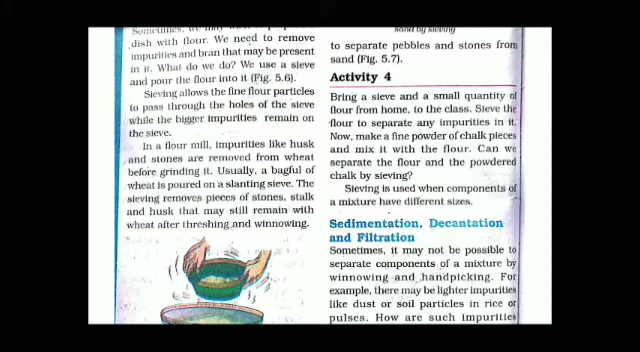 Sometimes, we may
dish with flour. We need to remove
impurities and bran that may be present
in it. What do we do? We use a sieve
and pour the flour into it (Fig. 5.6).
Sieving allows the fine flour particles
to pass through the holes of the sieve
while the bigger impurities remain on
the sieve.
In a flour mill, impurities like husk
and stones are removed from wheat
before grinding it. Usually, a bagful of
wheat is poured on a slanting sieve. The
sieving removes pieces of stones, stalk
and husk that may still remain with
wheat after threshing and winnowing.
sand by sieving
to separate pebbles and stones from
sand (Fig. 5.7).
Activity 4
Bring a sieve and a small quantity of
flour from home, to the class. Sieve the
flour to separate any impurities in it.
Now, make a fine powder of chalk pieces
and mix it with the flour. Can we
separate the flour and the powdered
chalk by sieving?
Sieving is used when components of
a mixture have different sizes.
Sedimentation, Decantation
and Filtration
Sometimes, it may not be possible to
separate components of a mixture by
winnowing and handpicking. For
example, there may be lighter impurities
like dust or soil particles in rice or
pulses. How are such impurities